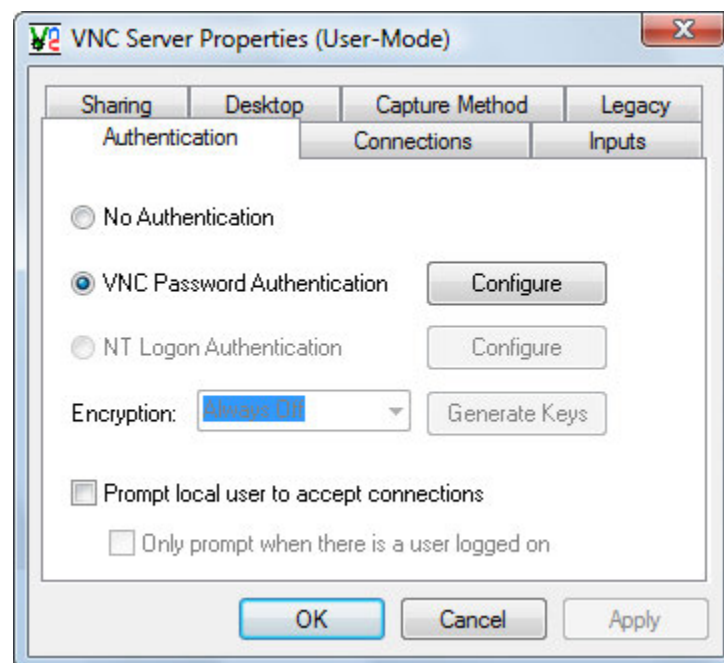 VNC Server Properties (User-Mode)
Sharing Desktop Capture Method Legacy
Authentication Connections Inputs
No Authentication
VNC Password Authentication Configure
NT Logon Authentication Configure
Encryption: Always Off Generate Keys
Prompt local user to accept connections
Only prompt when there is a user logged on
OK Cancel Apply